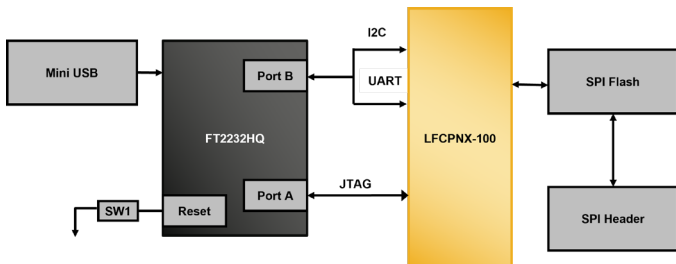 I2C
Mini USB
Port B
UART
SPI Flash
FT2232HQ
LFCPNX-100
JTAG
Port A
SW1
Reset
SPI Header